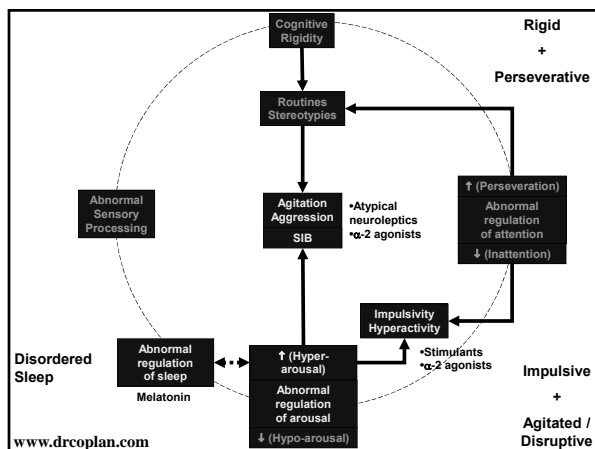 Cognitive
Rigidity
Rigid
+
Perseverative
Routines
Stereotypes
Abnormal
Sensory
Processing
Agitation
Aggression
SIB
•Atypical
neuroleptics
•α-2 agonists
↑ (Perseveration)
Abnormal
regulation
of attention
↓ (Inattention)
Impulsivity
Hyperactivity
•Stimulants
•α-2 agonists
Disordered
Sleep
Abnormal
regulation
of sleep
Melatonin
↑ (Hyper-
arousal)
Abnormal
regulation
of arousal
↓ (Hypo-arousal)
Impulsive
+
Agitated /
Disruptive
www.drcoplan.com